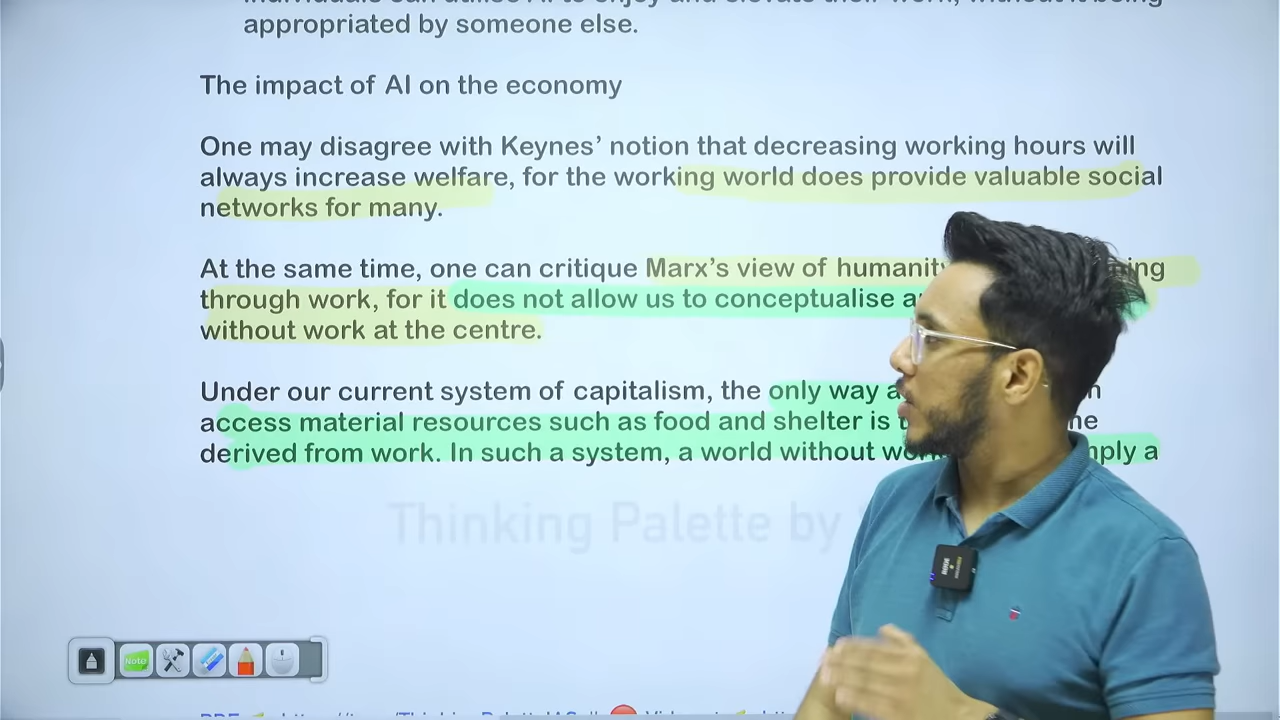 appropriated by someone else.
The impact of AI on the economy
One may disagree with Keynes’ notion that decreasing working hours will
always increase welfare, for the working world does provide valuable social
networks for many.
At the same time, one can critique Marx’s view of humanity
through work, for it does not allow us to conceptualise
without work at the centre.
Under our current system of capitalism, the only way
access material resources such as food and shelter is
derived from work. In such a system, a world without
Thinking Palette by
Note